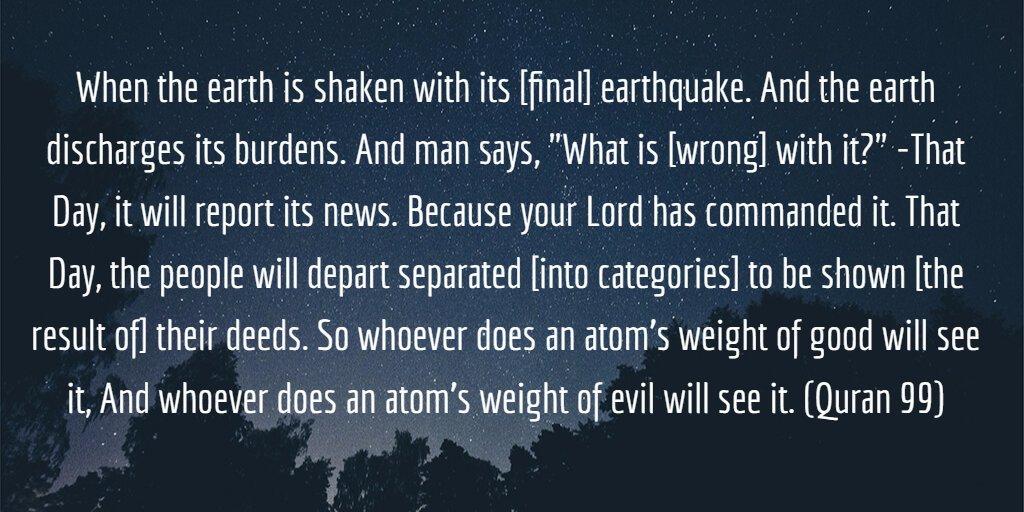 When the earth is shaken with its [final] earthquake. And the earth
discharges its burdens. And man says, "What is [wrong] with it?" -That
Day, it will report its news. Because your Lord has commanded it. That
Day, the people will depart separated [into categories] to be shown [the
result of] their deeds. So whoever does an atom's weight of good will see
it, And whoever does an atom's weight of evil will see it. (Quran 99)